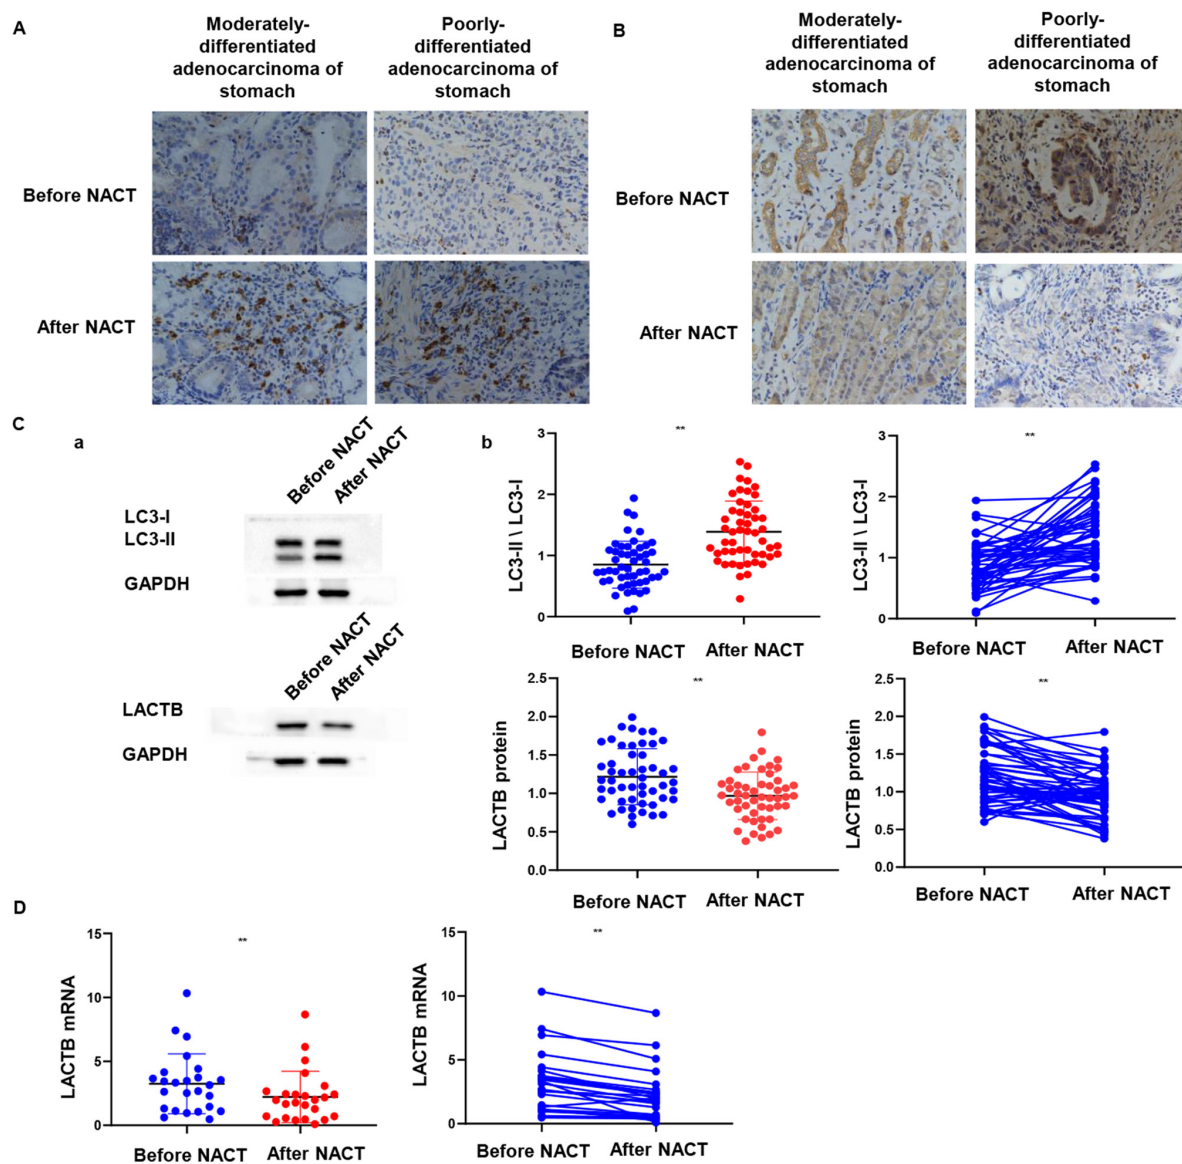 A
Moderately-
differentiated
adenocarcinoma of
stomach
Poorly-
differentiated
adenocarcinoma of
stomach
Before NACT
After NACT
B
Moderately-
differentiated
adenocarcinoma of
stomach
Poorly-
differentiated
adenocarcinoma of
stomach
Before NACT
After NACT
C
a
Before NACT
After NACT
LC3-I
LC3-II
GAPDH
Before NACT
After NACT
LACTB
GAPDH
b
LC3-II \ LC3-I
3
2
1
0
**
Before NACT
After NACT
LC3-II \ LC3-I
3
2
1
0
**
Before NACT
After NACT
LACTB protein
2.5
2.0
1.5
1.0
0.5
0.0
**
Before NACT
After NACT
LACTB protein
2.5
2.0
1.5
1.0
0.5
0.0
**
Before NACT
After NACT
D
LACTB mRNA
15
10
5
0
**
Before NACT
After NACT
LACTB mRNA
15
10
5
0
**
Before NACT
After NACT